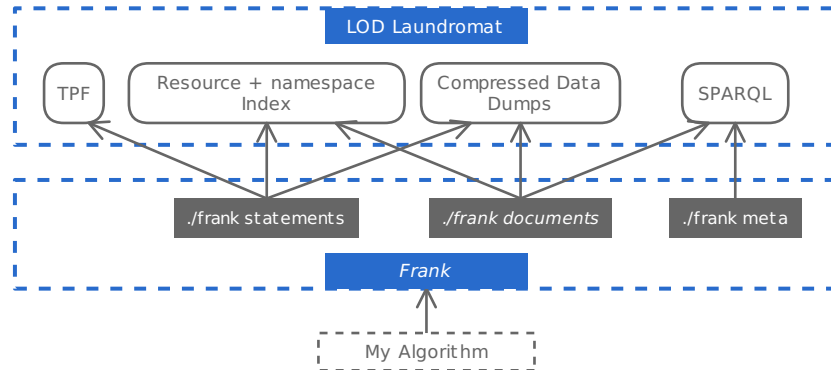 LOD Laundromat
TPF
Resource + namespace
Index
Compressed Data
Dumps
SPARQL
./frank statements
./frank documents
./frank meta
Frank
My Algorithm